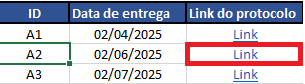 ID Data de entrega Link do protocolo
A1 02/04/2025 Link
A2 02/06/2025 Link
A3 02/07/2025 Link